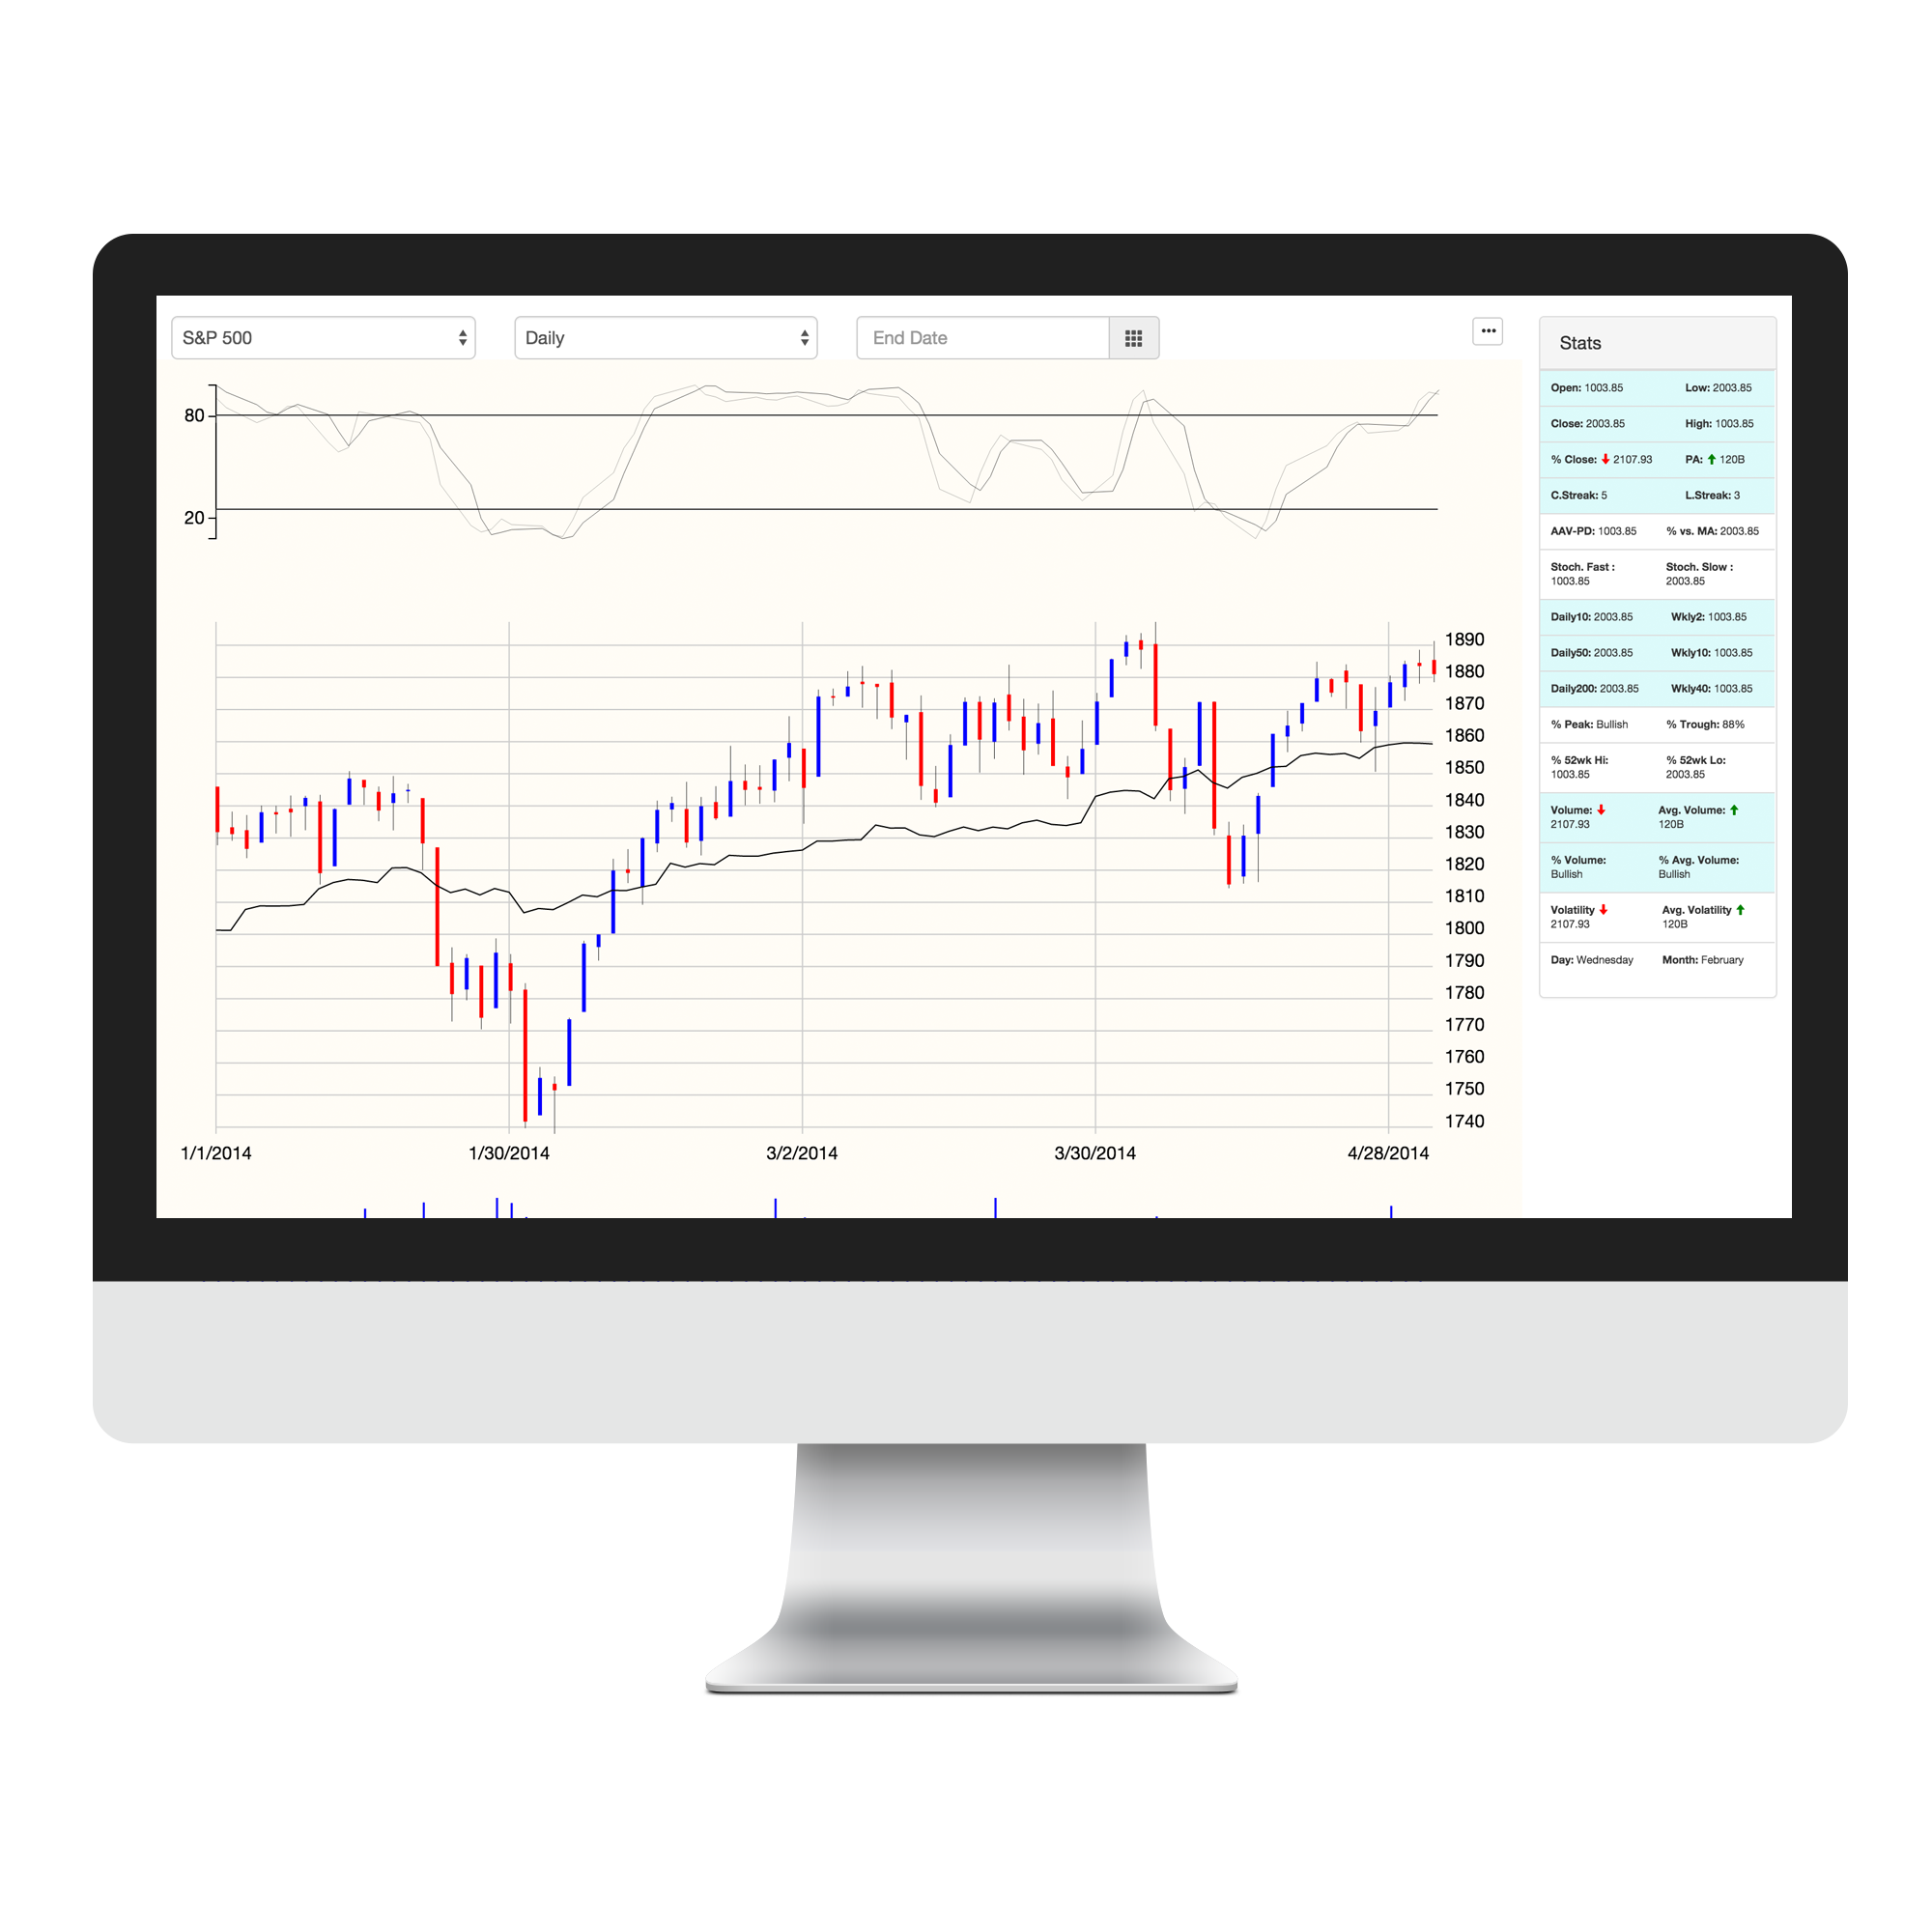 S&P 500 Daily End Date
80
20
1890
1880
1870
1860
1850
1840
1830
1820
1810
1800
1790
1780
1770
1760
1750
1740
1/1/2014 1/30/2014 3/2/2014 3/30/2014 4/28/2014
Stats
Open: 1003.85 Low: 2003.85
Close: 2003.85 High: 1003.85
% Close: 2107.93 PA: 120B
C.Streak: 5 L.Streak: 3
AAV-PD: 1003.85 % vs. MA: 2003.85
Stoch. Fast : Stoch. Slow :
1003.85 2003.85
Daily10: 2003.85 Wkly2: 1003.85
Daily50: 2003.85 Wkly10: 1003.85
Daily200: 2003.85 Wkly40: 1003.85
% Peak: Bullish % Trough: 88%
% 52wk Hi: % 52wk Lo:
1003.85 2003.85
Volume: Avg. Volume:
2107.93 120B
% Volume: % Avg. Volume:
Bullish Bullish
Volatility Avg. Volatility
2107.93 120B
Day: Wednesday Month: February